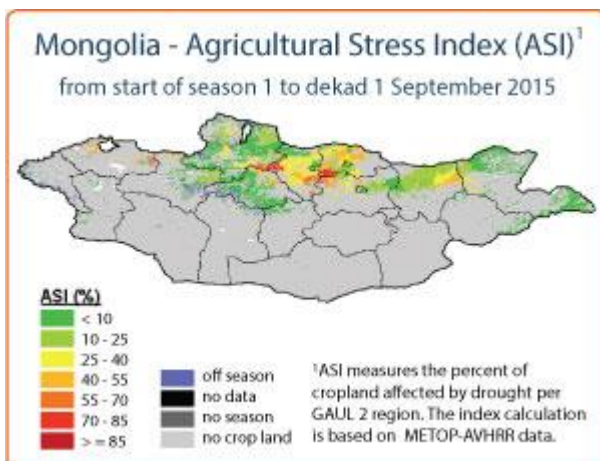 Mongolia - Agricultural Stress Index (ASI)¹
from start of season 1 to dekad 1 September 2015
ASI (%)
< 10
10 - 25
25 - 40
40 - 55
55 - 70
70 - 85
> = 85
off season
no data
no season
no crop land
¹ASI measures the percent of
cropland affected by drought per
GAUL 2 region. The index calculation
is based on METOP-AVHRR data.